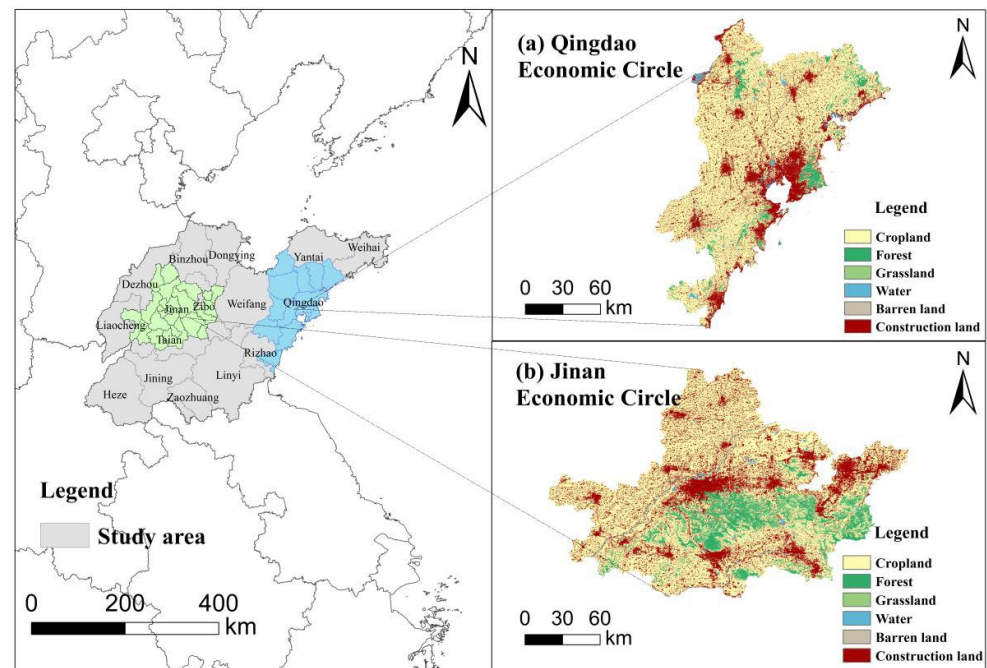 N
Weihai
Yantai
Dongying
Binzhou
Dezhou
Qingdao
Zibo
Jinan
Weifang
Liaocheng
Taian
Rizhao
Linyi
Jining
Heze
Zaozhuang
Legend
Study area
0 200 400
km
(a) Qingdao
Economic Circle
N
Legend
Cropland
Forest
Grassland
Water
Barren land
Construction land
0 30 60
km
(b) Jinan
Economic Circle
N
Legend
Cropland
Forest
Grassland
Water
Barren land
Construction land
0 30 60
km